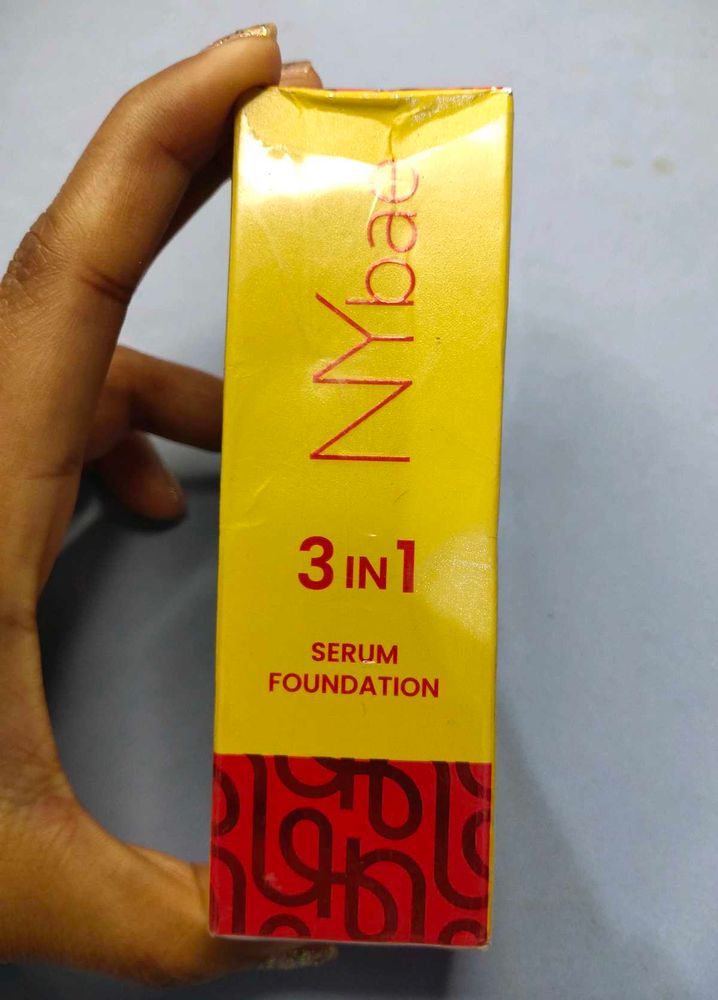 NYbae
3 IN 1
SERUM
FOUNDATION